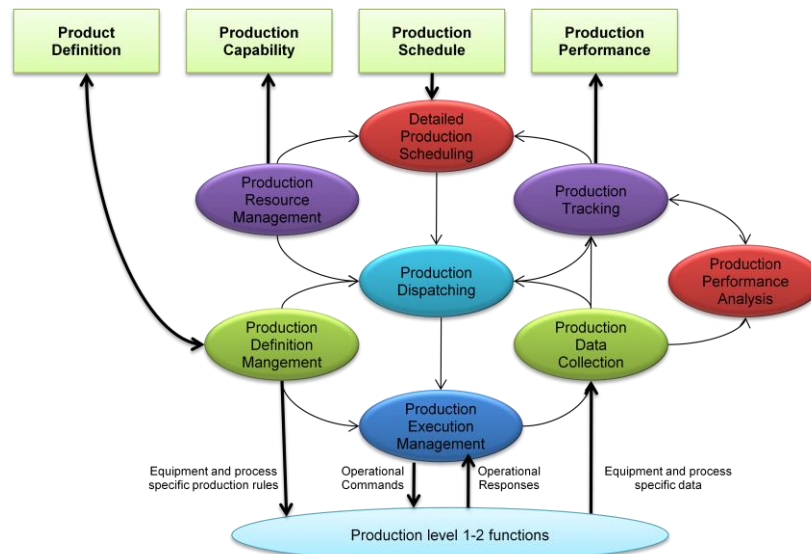 Product
Definition
Production
Capability
Production
Schedule
Production
Performance
Detailed
Production
Scheduling
Production
Resource
Management
Production
Tracking
Production
Dispatching
Production
Performance
Analysis
Production
Definition
Mangement
Production
Data
Collection
Production
Execution
Management
Equipment and process
specific production rules
Operational
Commands
Operational
Responses
Equipment and process
specific data
Production level 1-2 functions